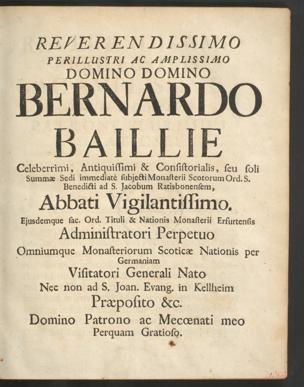 REVERENDISSIMO
PERILLUSTRI AC AMPLISSIMO
DOMINO DOMINO
BERNARDO
BAILLIE
Celeberrimi, Antiquissimi & Consistorialis, seu soli
Summæ Sedi immediatè subjecti Monasterii Scotorum Ord. S.
Benedicti ad S. Jacobum Ratisbonensem,
Abbati Vigilantissimo.
Ejusdemque sac. Ord. Tituli & Nationis Monasterii Erfurtensis
Administratori Perpetuo
Omniumque Monasteriorum Scoticæ Nationis per
Germaniam
Visitatori Generali Nato
Nec non ad S. Joan. Evang. in Kellheim
Præposito &c.
Domino Patrono ac Mecœnati meo
Perquam Gratioso.